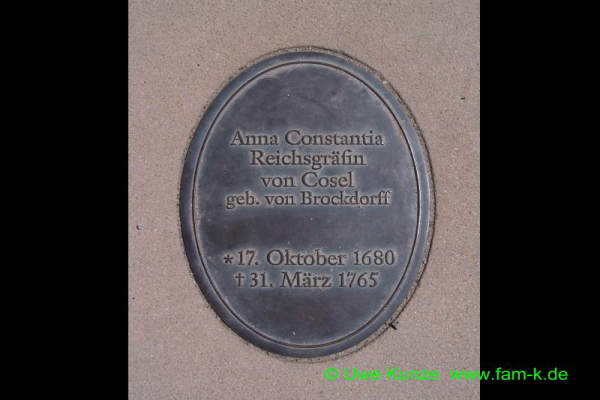 Anna Constantia
Reichsgräfin
von Cosel
geb. von Brockdorff
* 17. Oktober 1680
† 31. März 1765
© Uwe Kunze www.fam-k.de